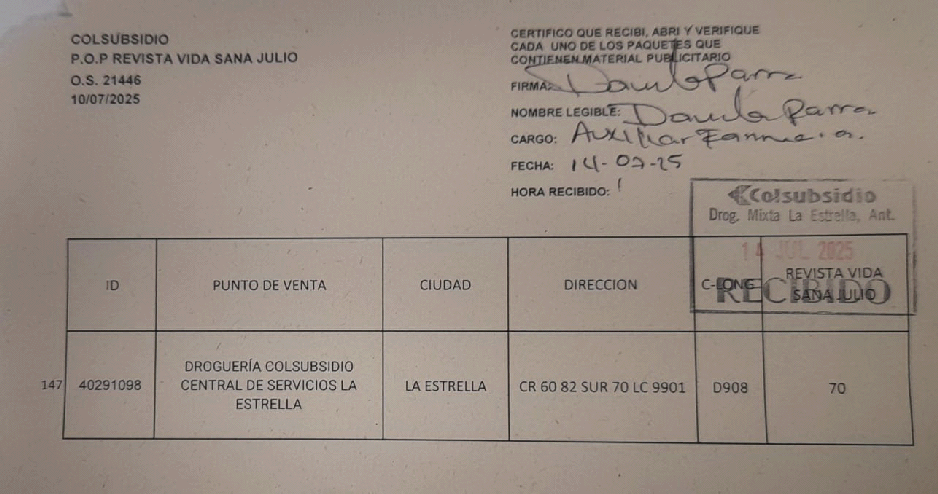 COLSUBSIDIO
P.O.P REVISTA VIDA SANA JULIO
O.S. 21446
10/07/2025
CERTIFICO QUE RECIBI, ABRI Y VERIFIQUE
CADA UNO DE LOS PAQUETES QUE
CONTIENEN MATERIAL PUBLICITARIO
FIRMA: Parra
NOMBRE LEGIBLE: Parra
CARGO: Auxiliar
FECHA: 14-07-25
HORA RECIBIDO:
Colsubsidio
Drog. Mixta La Estrella, Ant.
14 JUL 2025
RECIBIDO
ID
PUNTO DE VENTA
CIUDAD
DIRECCION
C-LONG
REVISTA VIDA
SANA JULIO
147
40291098
DROGUERÍA COLSUBSIDIO
CENTRAL DE SERVICIOS LA
ESTRELLA
LA ESTRELLA
CR 60 82 SUR 70 LC 9901
D908
70